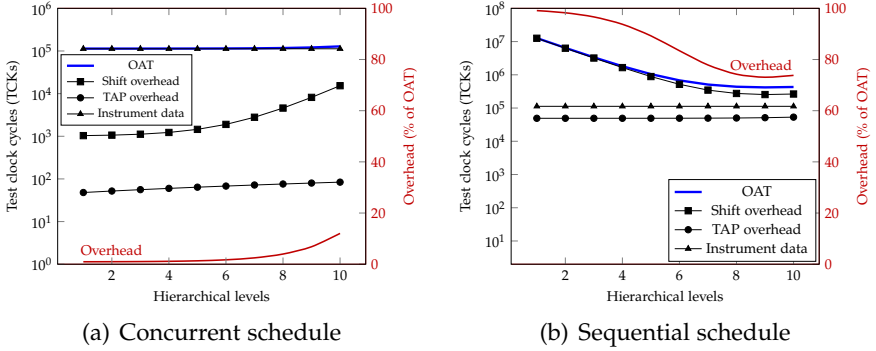 10^6
10^5
10^4
10^3
10^2
10^1
10^0
Test clock cycles (TCKs)
OAT
Shift overhead
TAP overhead
Instrument data
Overhead
2 4 6 8 10
Hierarchical levels
100
80
60
40
20
0
Overhead (% of OAT)
(a) Concurrent schedule
10^8
10^7
10^6
10^5
10^4
10^3
10^2
10^1
Test clock cycles (TCKs)
Overhead
OAT
Shift overhead
TAP overhead
Instrument data
2 4 6 8 10
Hierarchical levels
100
80
60
40
20
0
Overhead (% of OAT)
(b) Sequential schedule